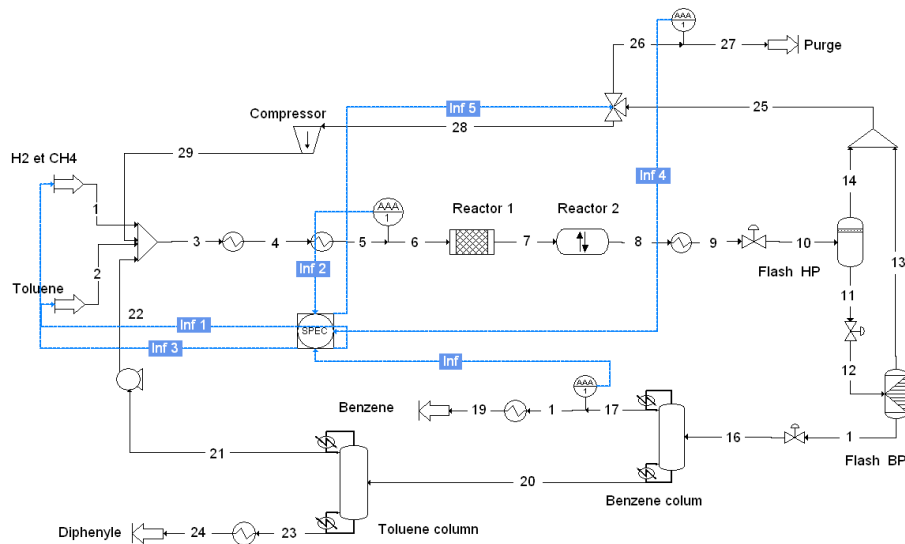 AAA
1
26
27
Purge
Inf 5
25
Compressor
28
29
H2 et CH4
Inf 4
14
1
AAA
1
Reactor 1
Reactor 2
3
4
5
6
7
8
9
10
2
Inf 2
Flash HP
13
Toluene
11
22
Inf 1
SPEC
Inf 3
12
Inf
AAA
1
Benzene
19
1
17
16
1
Flash BP
21
20
Benzene colum
Diphenyle
24
23
Toluene column